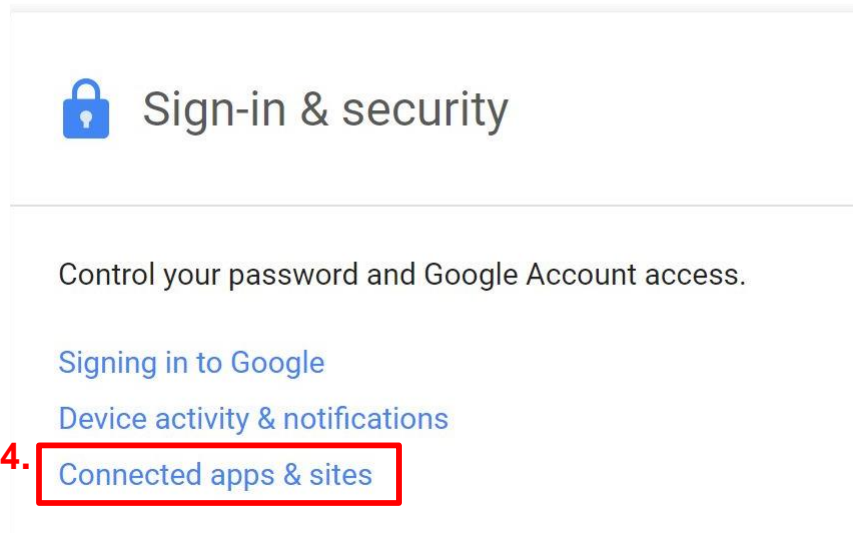 Sign-in & security
Control your password and Google Account access.
Signing in to Google
Device activity & notifications
4. Connected apps & sites